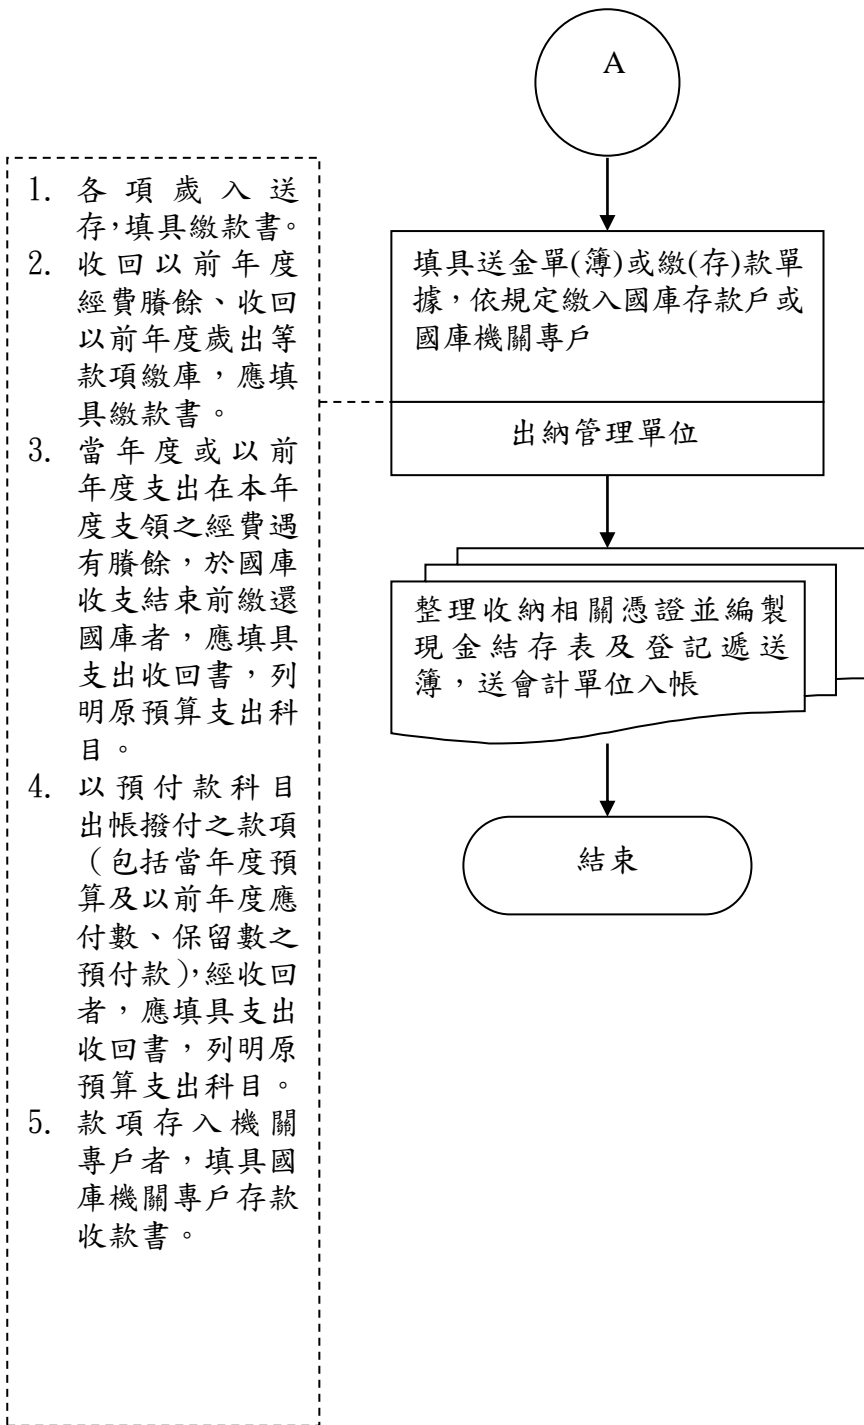 A
1. 各項歲入送
存,填具繳款書。
2. 收回以前年度
經費賸餘、收回
以前年度歲出等
款項繳庫，應填
具繳款書。
3. 當年度或以前
年度支出在本年
度支領之經費遇
有賸餘，於國庫
收支結束前繳還
國庫者，應填具
支出收回書，列
明原預算支出科
目。
4. 以預付款科目
出帳撥付之款項
（包括當年度預
算及以前年度應
付數、保留數之
預付款),經收回
者，應填具支出
收回書，列明原
預算支出科目。
5. 款項存入機關
專戶者，填具國
庫機關專戶存款
收款書。
填具送金單(簿)或繳(存)款單
據，依規定繳入國庫存款戶或
國庫機關專戶
出納管理單位
整理收納相關憑證並編製
現金結存表及登記遞送
簿，送會計單位入帳
結束